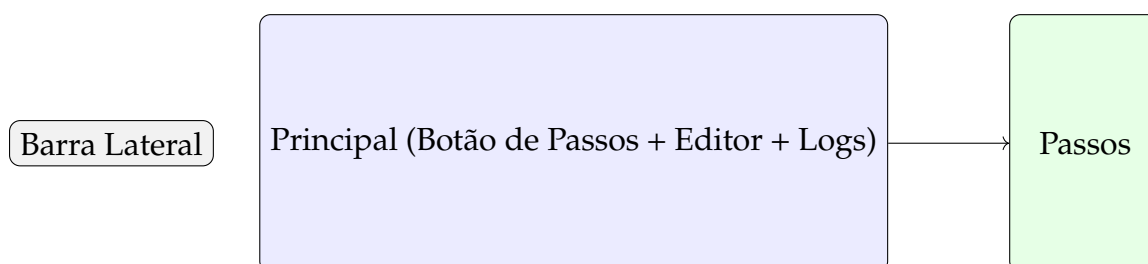 Barra Lateral
Principal (Botão de Passos + Editor + Logs)
Passos